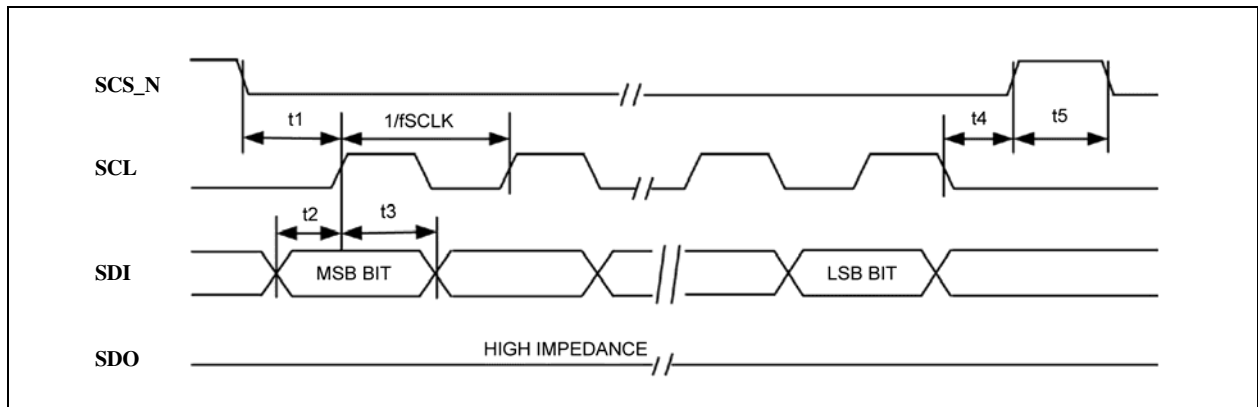 SCS_N
t1
1/fSCLK
t4
t5
SCL
t2
t3
SDI
MSB BIT
LSB BIT
SDO
HIGH IMPEDANCE